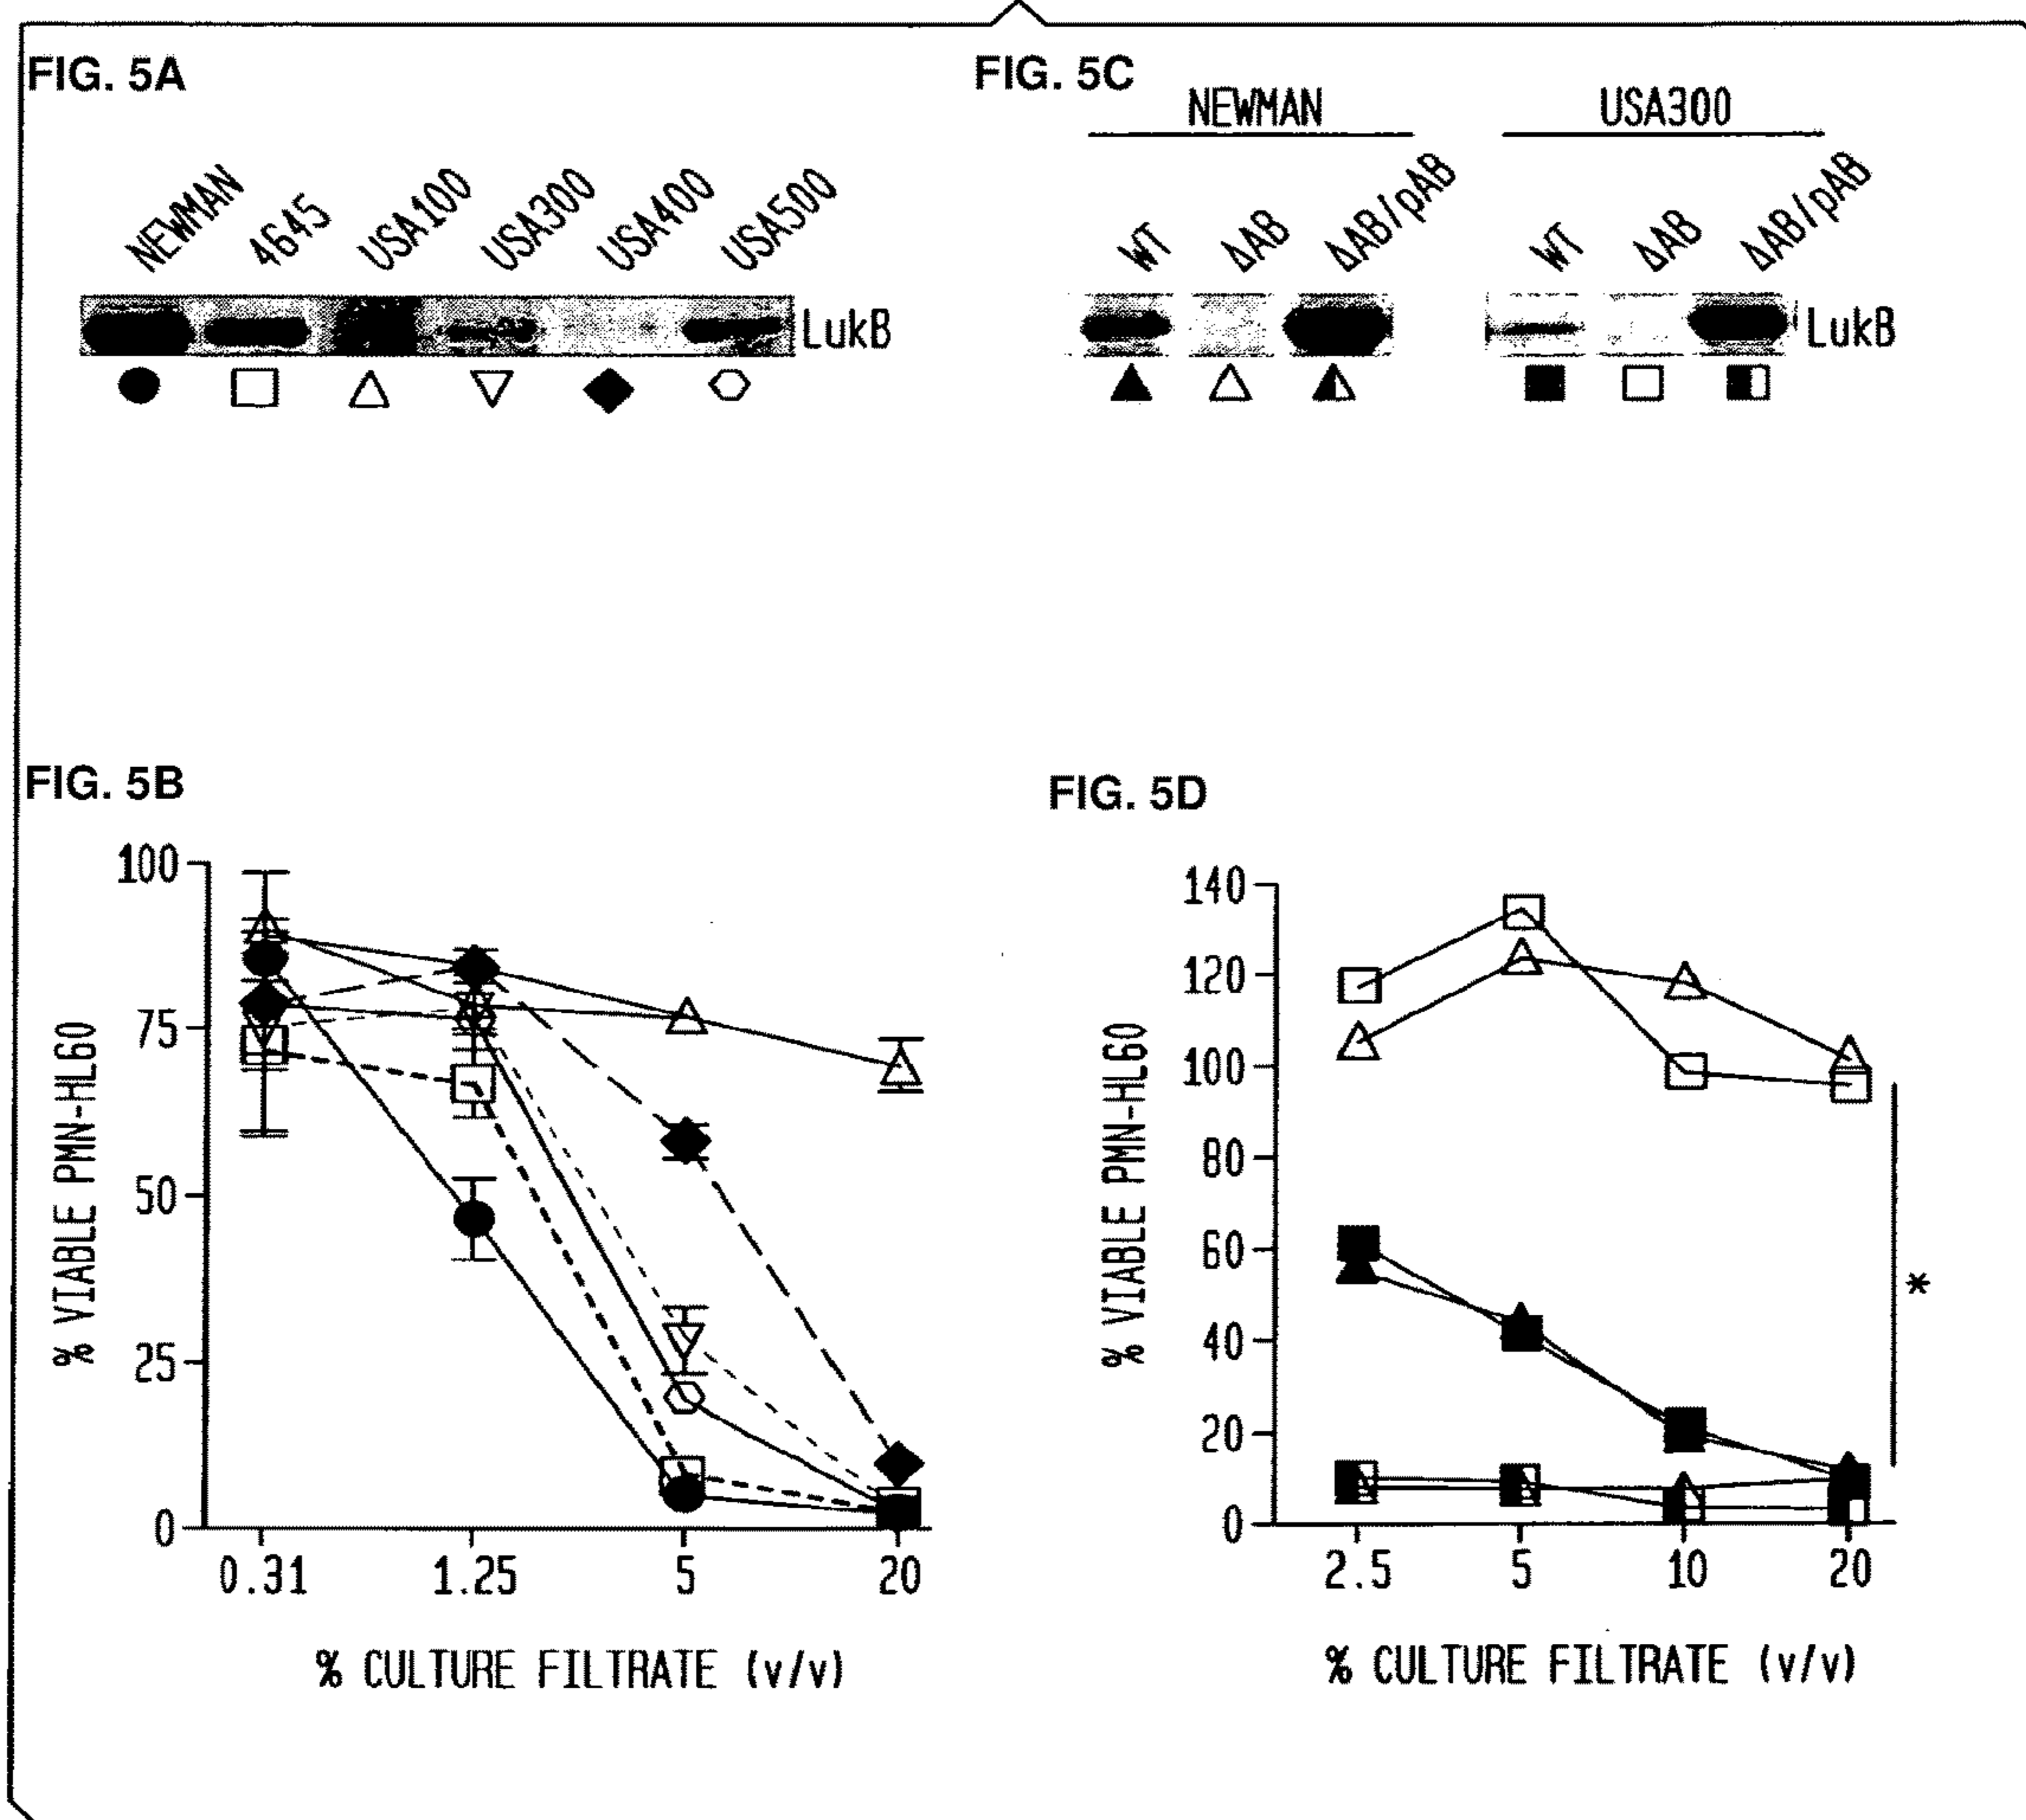 FIG. 5A
NEWMAN
4645
USA100
USA300
USA400
USA500
LukB
FIG. 5C
NEWMAN
USA300
WT
ΔAB
ΔAB/pAB
WT
ΔAB
ΔAB/pAB
LukB
FIG. 5B
% VIABLE PMN-HL60
100
75
50
25
0
0.31
1.25
5
20
% CULTURE FILTRATE (v/v)
FIG. 5D
% VIABLE PMN-HL60
140
120
100
80
60
40
20
0
2.5
5
10
20
*
% CULTURE FILTRATE (v/v)